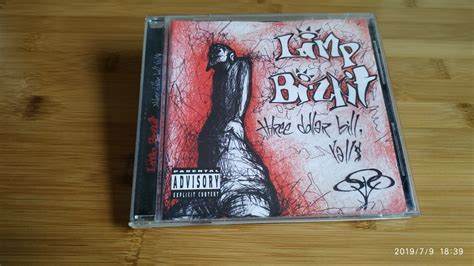 Limp
Bizkit
three dollar bill,
Yall$
PARENTAL
ADVISORY
EXPLICIT CONTENT
2019/7/9 18:39